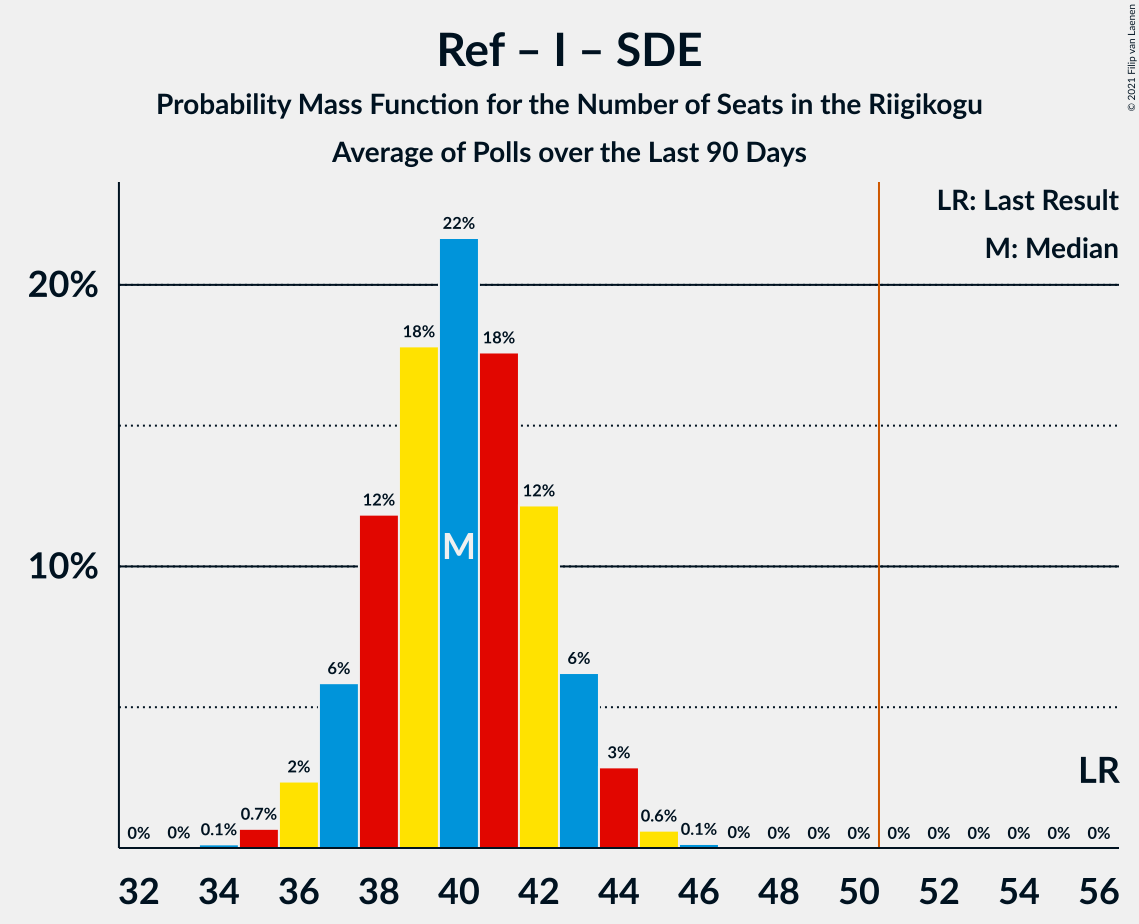 Ref – I – SDE
Probability Mass Function for the Number of Seats in the Riigikogu
Average of Polls over the Last 90 Days
© 2021 Filip van Laenen
LR: Last Result
M: Median
20%
10%
0% 0% 0.1% 0.7% 2% 6% 12% 18% 22% 18% 12% 6% 3% 0.6% 0.1% 0% 0% 0% 0% 0% 0% 0% 0% 0% 0%
M
LR
32 34 36 38 40 42 44 46 48 50 52 54 56